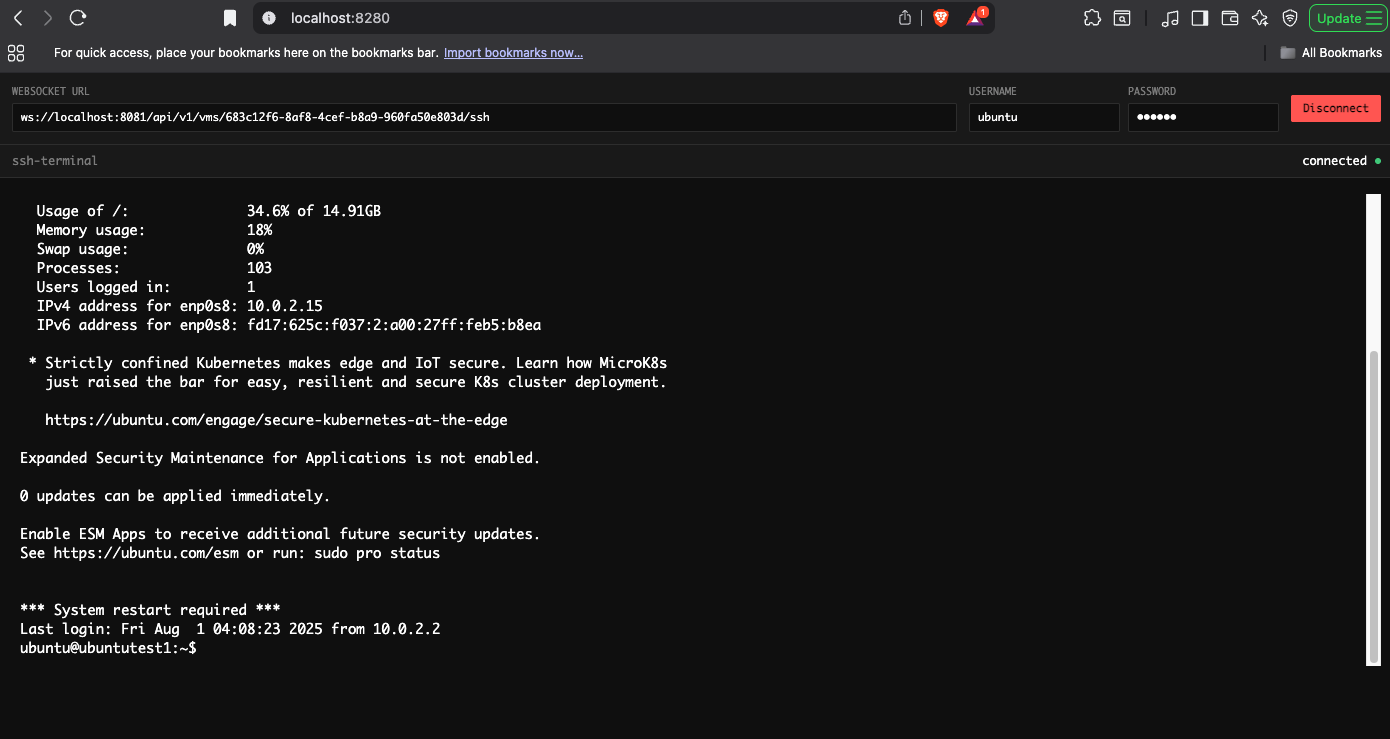 localhost:8280
1
Update
For quick access, place your bookmarks here on the bookmarks bar. Import bookmarks now...
All Bookmarks
WEBSOCKET URL
USERNAME
PASSWORD
ws://localhost:8081/api/v1/vms/683c12f6-8af8-4cef-b8a9-960fa50e803d/ssh
ubuntu
••••••
Disconnect
ssh-terminal
connected
Usage of /: 34.6% of 14.91GB
Memory usage: 18%
Swap usage: 0%
Processes: 103
Users logged in: 1
IPv4 address for enp0s8: 10.0.2.15
IPv6 address for enp0s8: fd17:625c:f037:2:a00:27ff:feb5:b8ea
* Strictly confined Kubernetes makes edge and IoT secure. Learn how MicroK8s
just raised the bar for easy, resilient and secure K8s cluster deployment.
https://ubuntu.com/engage/secure-kubernetes-at-the-edge
Expanded Security Maintenance for Applications is not enabled.
0 updates can be applied immediately.
Enable ESM Apps to receive additional future security updates.
See https://ubuntu.com/esm or run: sudo pro status
*** System restart required ***
Last login: Fri Aug  1 04:08:23 2025 from 10.0.2.2
ubuntu@ubuntutest1:~$